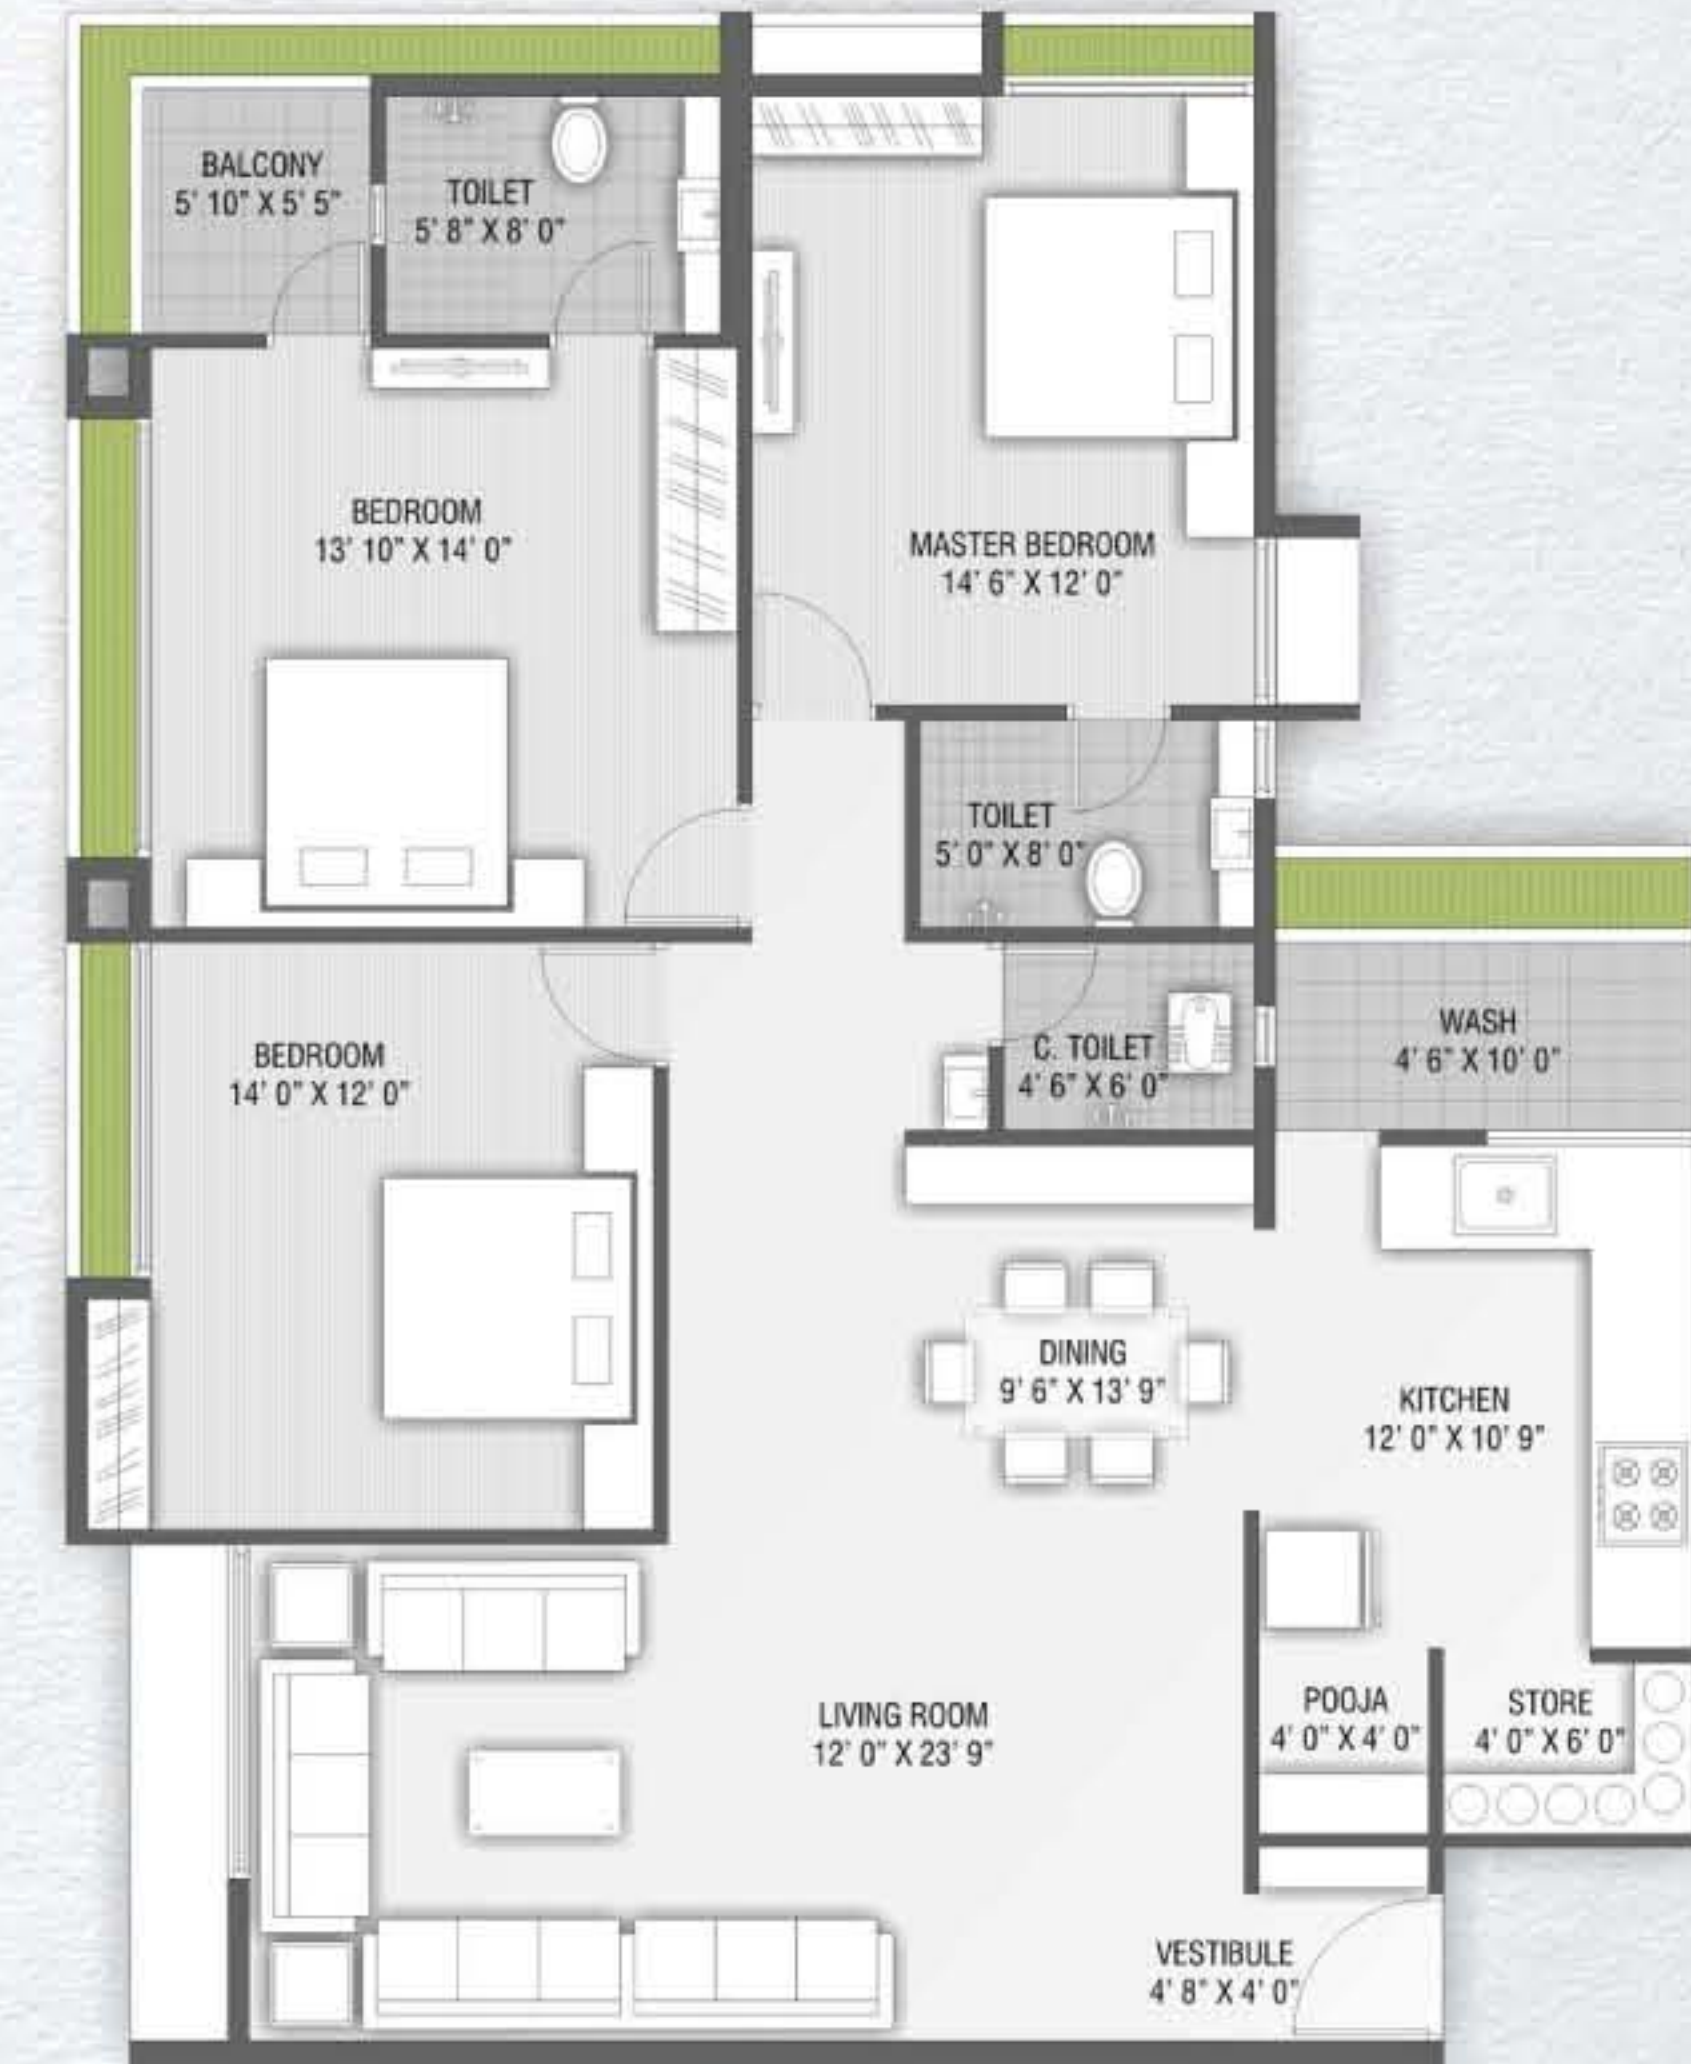 BALCONY
5' 10" X 5' 5"
TOILET
5' 8" X 8' 0"
BEDROOM
13' 10" X 14' 0"
MASTER BEDROOM
14' 6" X 12' 0"
TOILET
5' 0" X 8' 0"
BEDROOM
14' 0" X 12' 0"
C. TOILET
4' 6" X 6' 0"
WASH
4' 6" X 10' 0"
DINING
9' 6" X 13' 9"
KITCHEN
12' 0" X 10' 9"
LIVING ROOM
12' 0" X 23' 9"
POOJA
4' 0" X 4' 0"
STORE
4' 0" X 6' 0"
VESTIBULE
4' 8" X 4' 0"